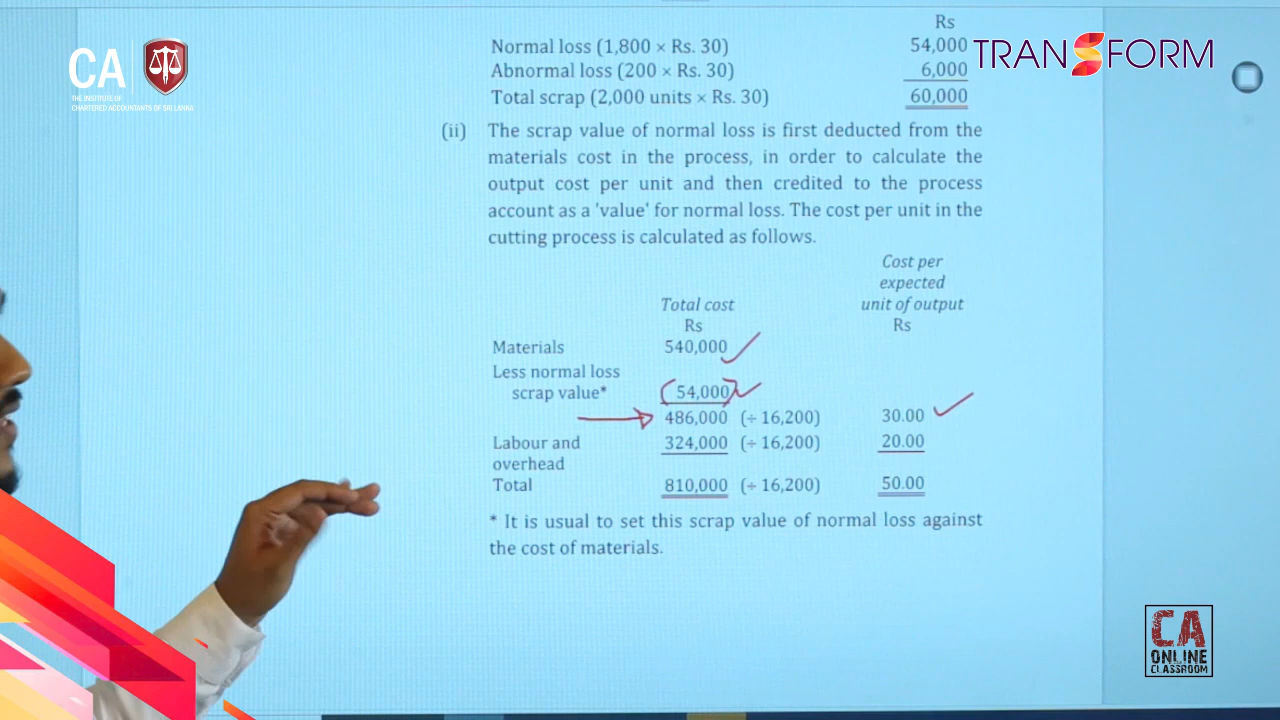 CA
THE INSTITUTE OF
CHARTERED ACCOUNTANTS OF SRI LANKA
TRANSFORM
Rs
Normal loss (1,800 × Rs. 30) 54,000
Abnormal loss (200 × Rs. 30) 6,000
Total scrap (2,000 units × Rs. 30) 60,000
(ii) The scrap value of normal loss is first deducted from the
materials cost in the process, in order to calculate the
output cost per unit and then credited to the process
account as a 'value' for normal loss. The cost per unit in the
cutting process is calculated as follows.
Cost per
expected
Total cost unit of output
Rs Rs
Materials 540,000
Less normal loss
scrap value* (54,000)
486,000 (÷ 16,200) 30.00
Labour and 324,000 (÷ 16,200) 20.00
overhead
Total 810,000 (÷ 16,200) 50.00
* It is usual to set this scrap value of normal loss against
the cost of materials.
CA
ONLINE
CLASSROOM